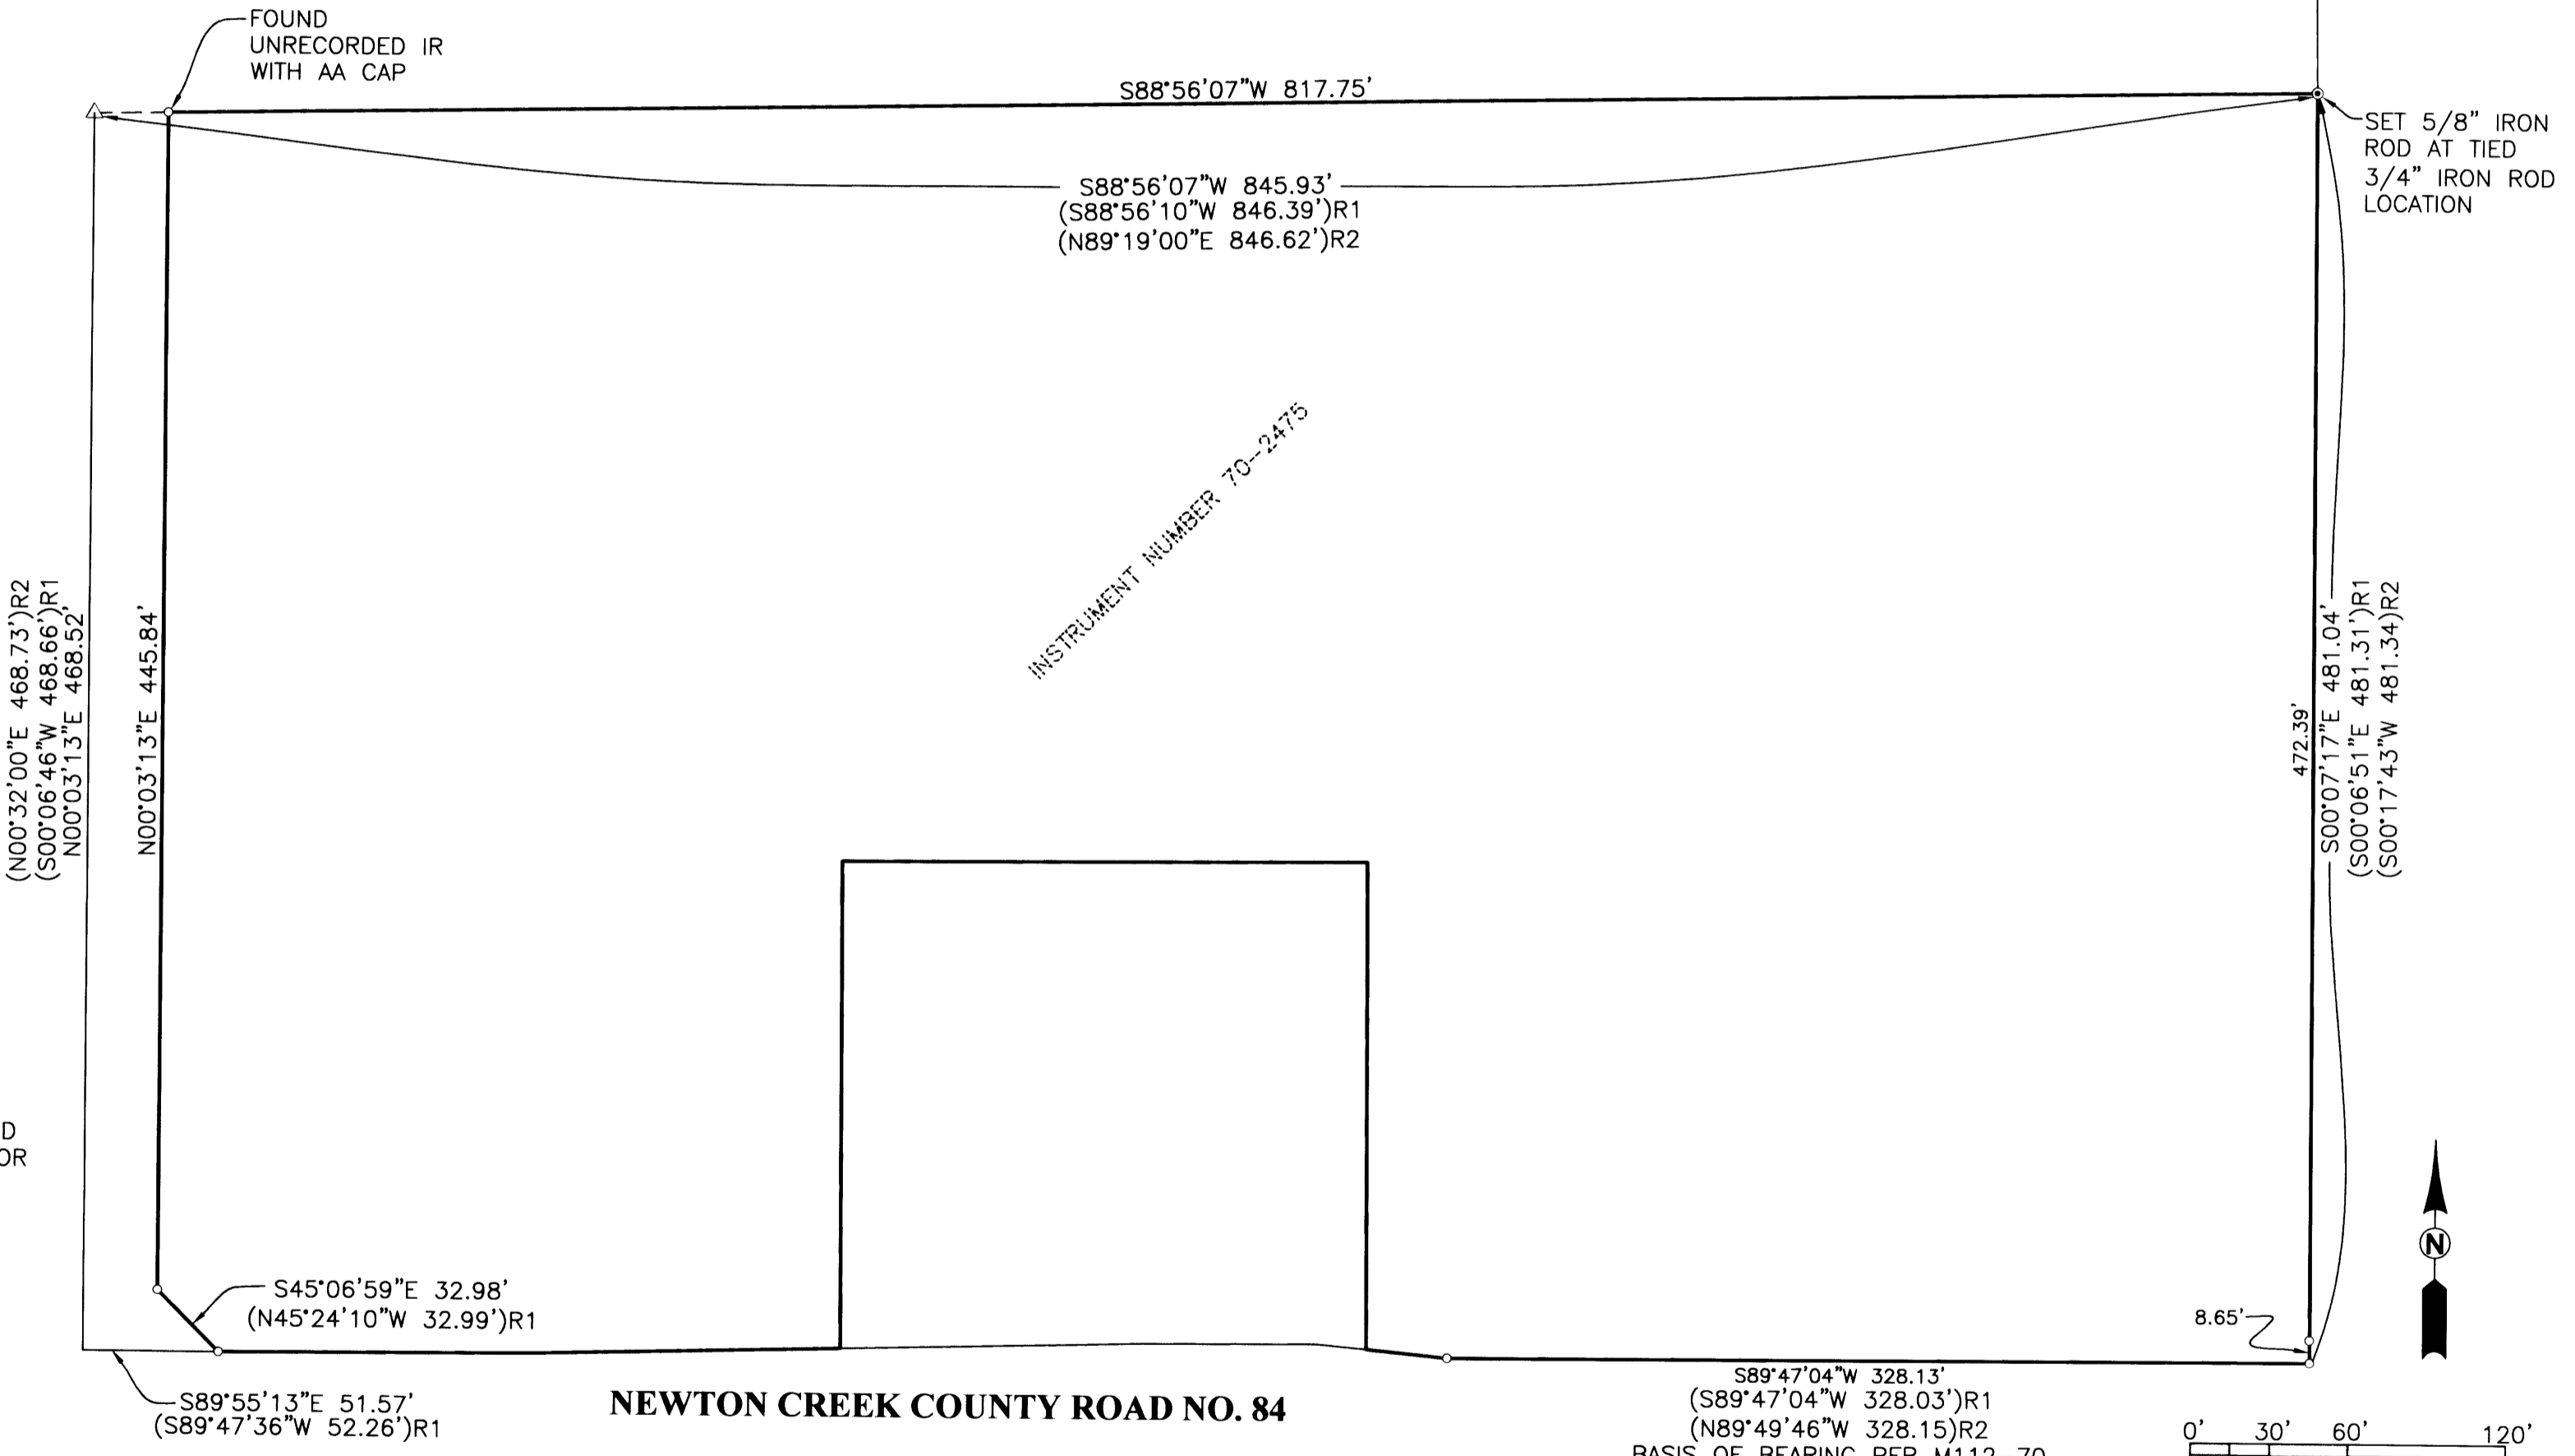 FOUND
UNRECORDED IR
WITH AA CAP
S88°56'07"W 817.75'
SET 5/8" IRON
ROD AT TIED
3/4" IRON ROD
LOCATION
S88°56'07"W 845.93'
(S88°56'10"W 846.39')R1
(N89°19'00"E 846.62')R2
INSTRUMENT NUMBER 70--2475
(N00°32'00"E 468.73')R2
(S00°06'46"W 468.66')R1
N00°03'13"E 468.52'
N00°03'13"E 445.84'
472.39'
S00°07'17"E 481.04'
(S00°06'51"E 481.31')R1
(S00°17'43"W 481.34)R2
D
OR
N
S45°06'59"E 32.98'
(N45°24'10"W 32.99')R1
8.65'
S89°55'13"E 51.57'
(S89°47'36"W 52.26')R1
NEWTON CREEK COUNTY ROAD NO. 84
S89°47'04"W 328.13'
(S89°47'04"W 328.03')R1
(N89°49'46"W 328.15)R2
BASIS OF BEARING PER M112-70
0' 30' 60' 120'